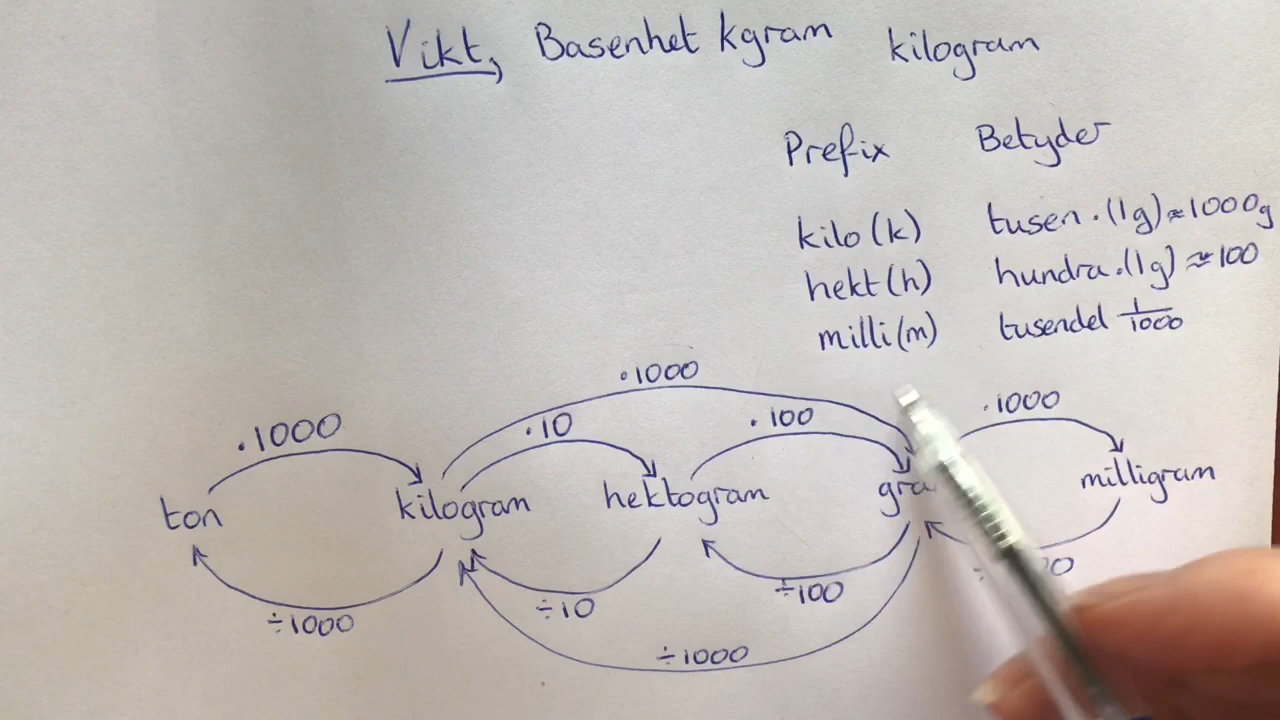 Vikt, Basenhet kgram kilogram
Prefix Betyder
kilo (k) tusen·(1g)≈1000g
hekt (h) hundra·(1g)≈100
milli (m) tusendel 1/1000
·1000
·1000 ·10 ·100 ·1000
ton kilogram hektogram milligram
÷1000 ÷10 ÷100
÷1000